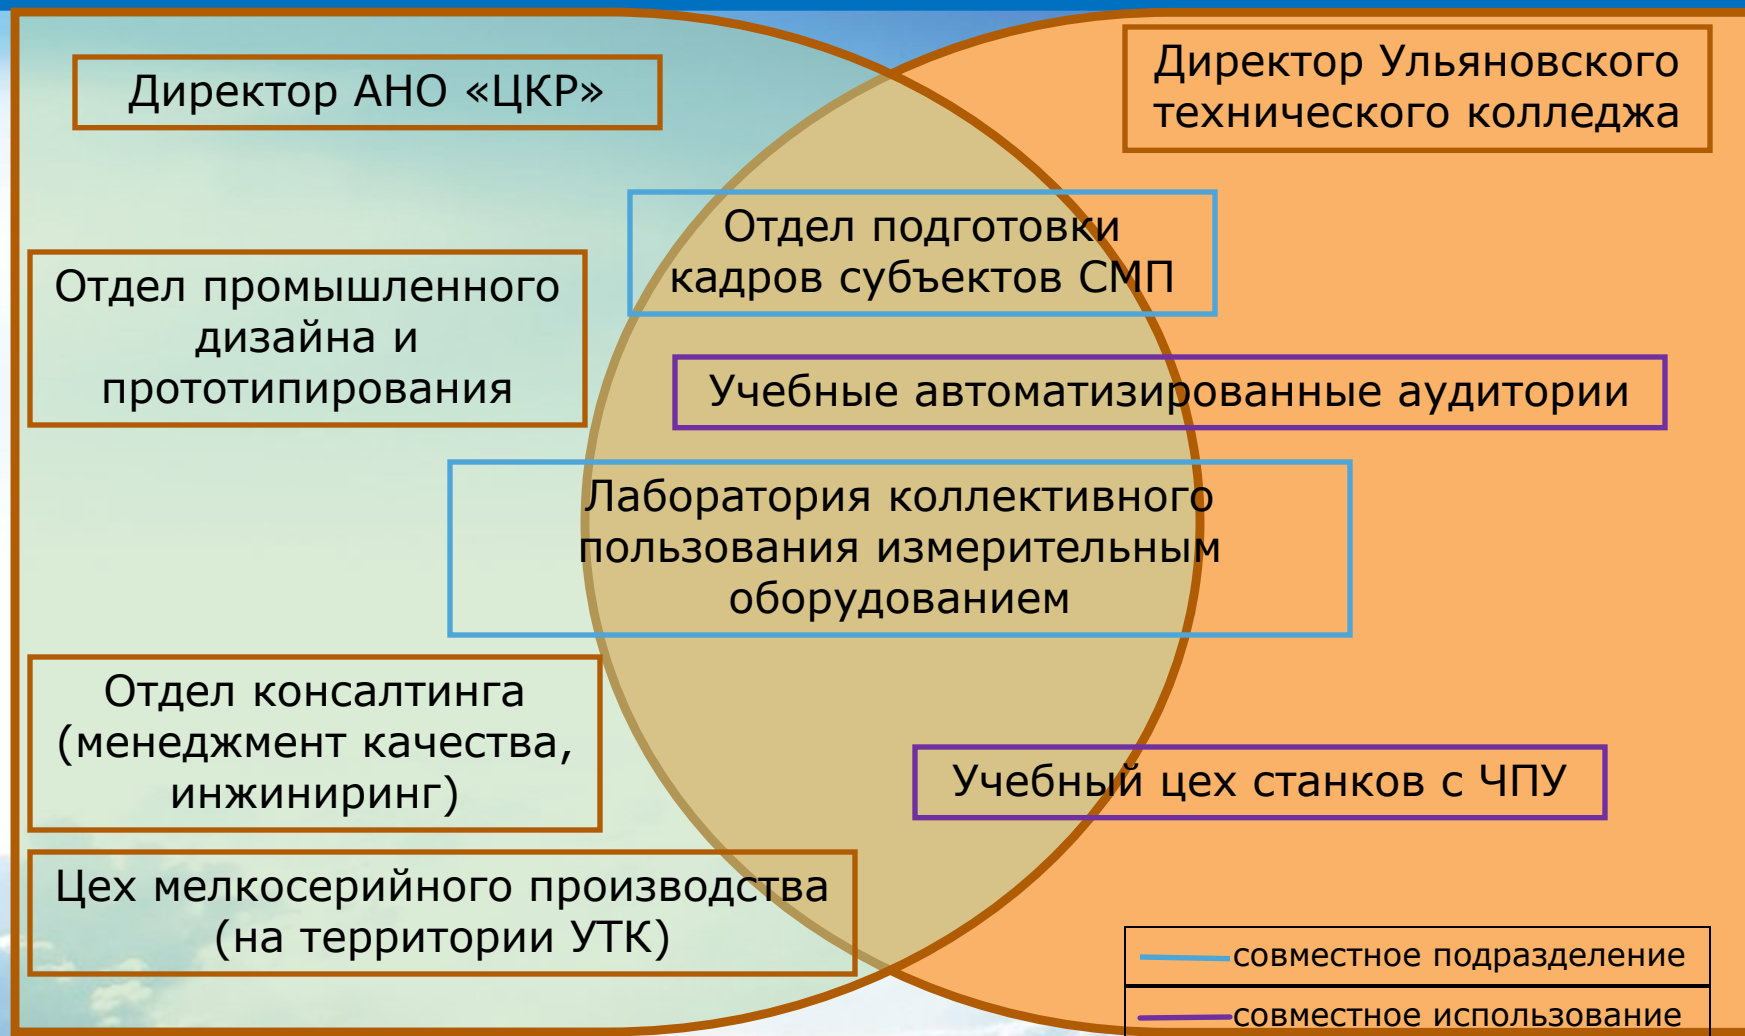 Директор АНО «ЦКР»
Директор Ульяновского
технического колледжа
Отдел подготовки
кадров субъектов СМП
Отдел промышленного
дизайна и
прототипирования
Учебные автоматизированные аудитории
Лаборатория коллективного
пользования измерительным
оборудованием
Отдел консалтинга
(менеджмент качества,
инжиниринг)
Учебный цех станков с ЧПУ
Цех мелкосерийного производства
(на территории УТК)
совместное подразделение
совместное использование